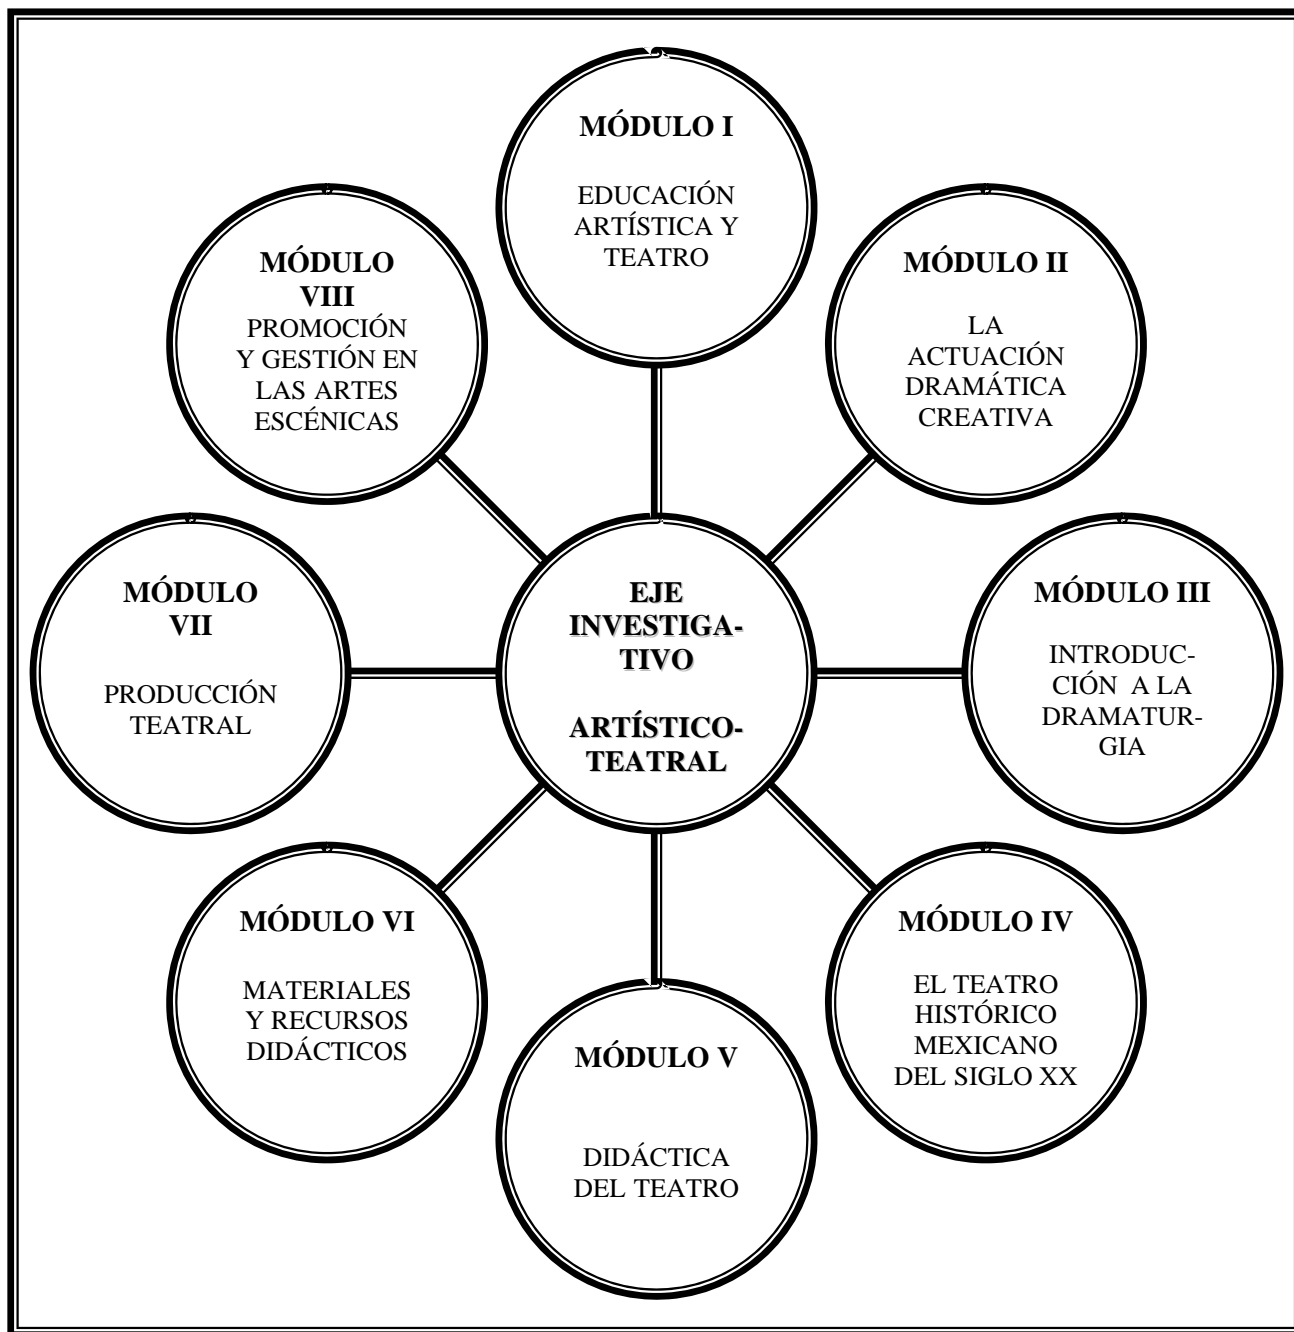 MÓDULO I
EDUCACIÓN
ARTÍSTICA Y
TEATRO
MÓDULO II
LA
ACTUACIÓN
DRAMÁTICA
CREATIVA
MÓDULO III
INTRODUC-
CIÓN A LA
DRAMATUR-
GIA
MÓDULO IV
EL TEATRO
HISTÓRICO
MEXICANO
DEL SIGLO XX
MÓDULO V
DIDÁCTICA
DEL TEATRO
MÓDULO VI
MATERIALES
Y RECURSOS
DIDÁCTICOS
MÓDULO
VII
PRODUCCIÓN
TEATRAL
MÓDULO
VIII
PROMOCIÓN
Y GESTIÓN EN
LAS ARTES
ESCÉNICAS
EJE
INVESTIGA-
TIVO
ARTÍSTICO-
TEATRAL